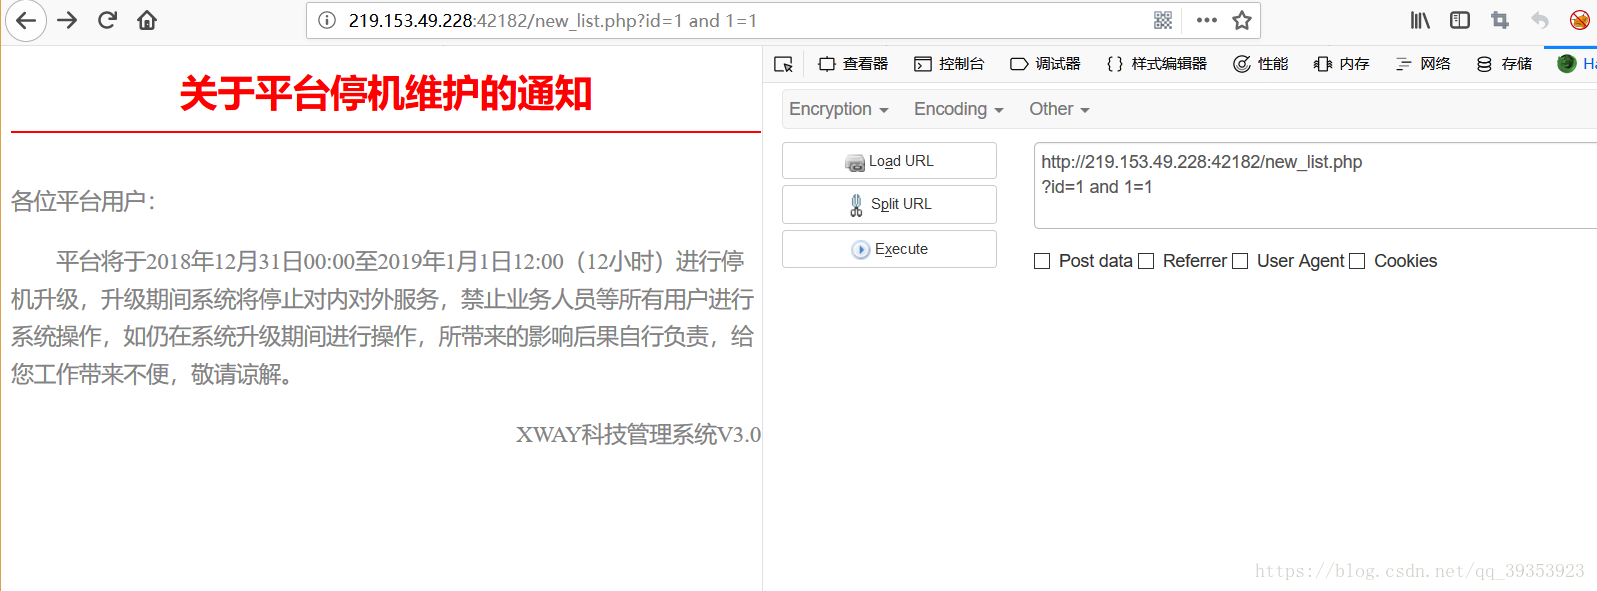 219.153.49.228:42182/new_list.php?id=1 and 1=1
查看器 控制台 调试器 样式编辑器 性能 内存 网络 存储 Ha
关于平台停机维护的通知
各位平台用户：
平台将于2018年12月31日00:00至2019年1月1日12:00（12小时）进行停
机升级，升级期间系统将停止对内对外服务，禁止业务人员等所有用户进行
系统操作，如仍在系统升级期间进行操作，所带来的影响后果自行负责，给
您工作带来不便，敬请谅解。
XWAY科技管理系统V3.0
Encryption Encoding Other
Load URL
Split URL
Execute
http://219.153.49.228:42182/new_list.php
?id=1 and 1=1
Post data Referrer User Agent Cookies
https://blog.csdn.net/qq_39353923